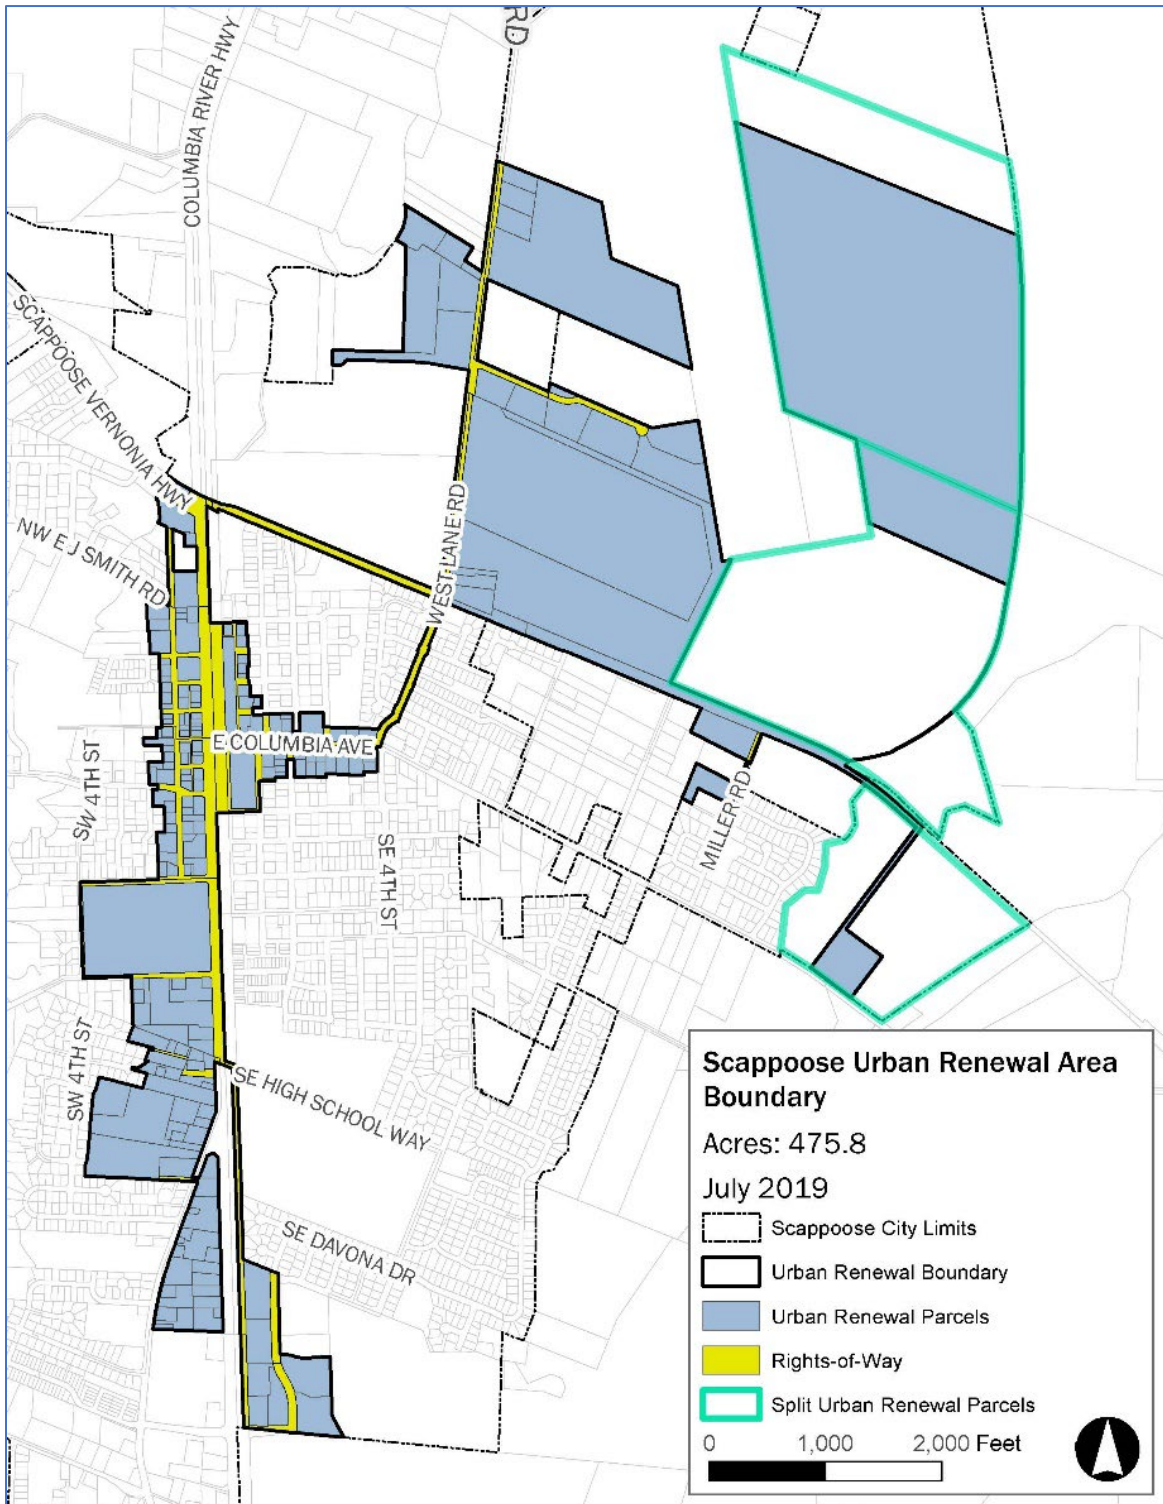 RD
COLUMBIA RIVER HWY
SCAPPOOSE VERNONIA HWY
NW E J SMITH RD
WEST LANE RD
E COLUMBIA AVE
SW 4TH ST
SE 4TH ST
MILLER RD
SW 4TH ST
SE HIGH SCHOOL WAY
SE DAVONA DR
Scappoose Urban Renewal Area
Boundary
Acres: 475.8
July 2019
Scappoose City Limits
Urban Renewal Boundary
Urban Renewal Parcels
Rights-of-Way
Split Urban Renewal Parcels
0 1,000 2,000 Feet